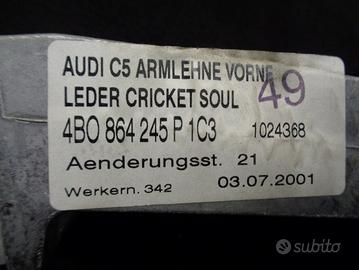 AUDI C5 ARMLEHNE VORNE
LEDER CRICKET SOUL
49
4B0 864 245 P 1C3 1024368
Aenderungsst. 21
Werkern. 342 03.07.2001
subito